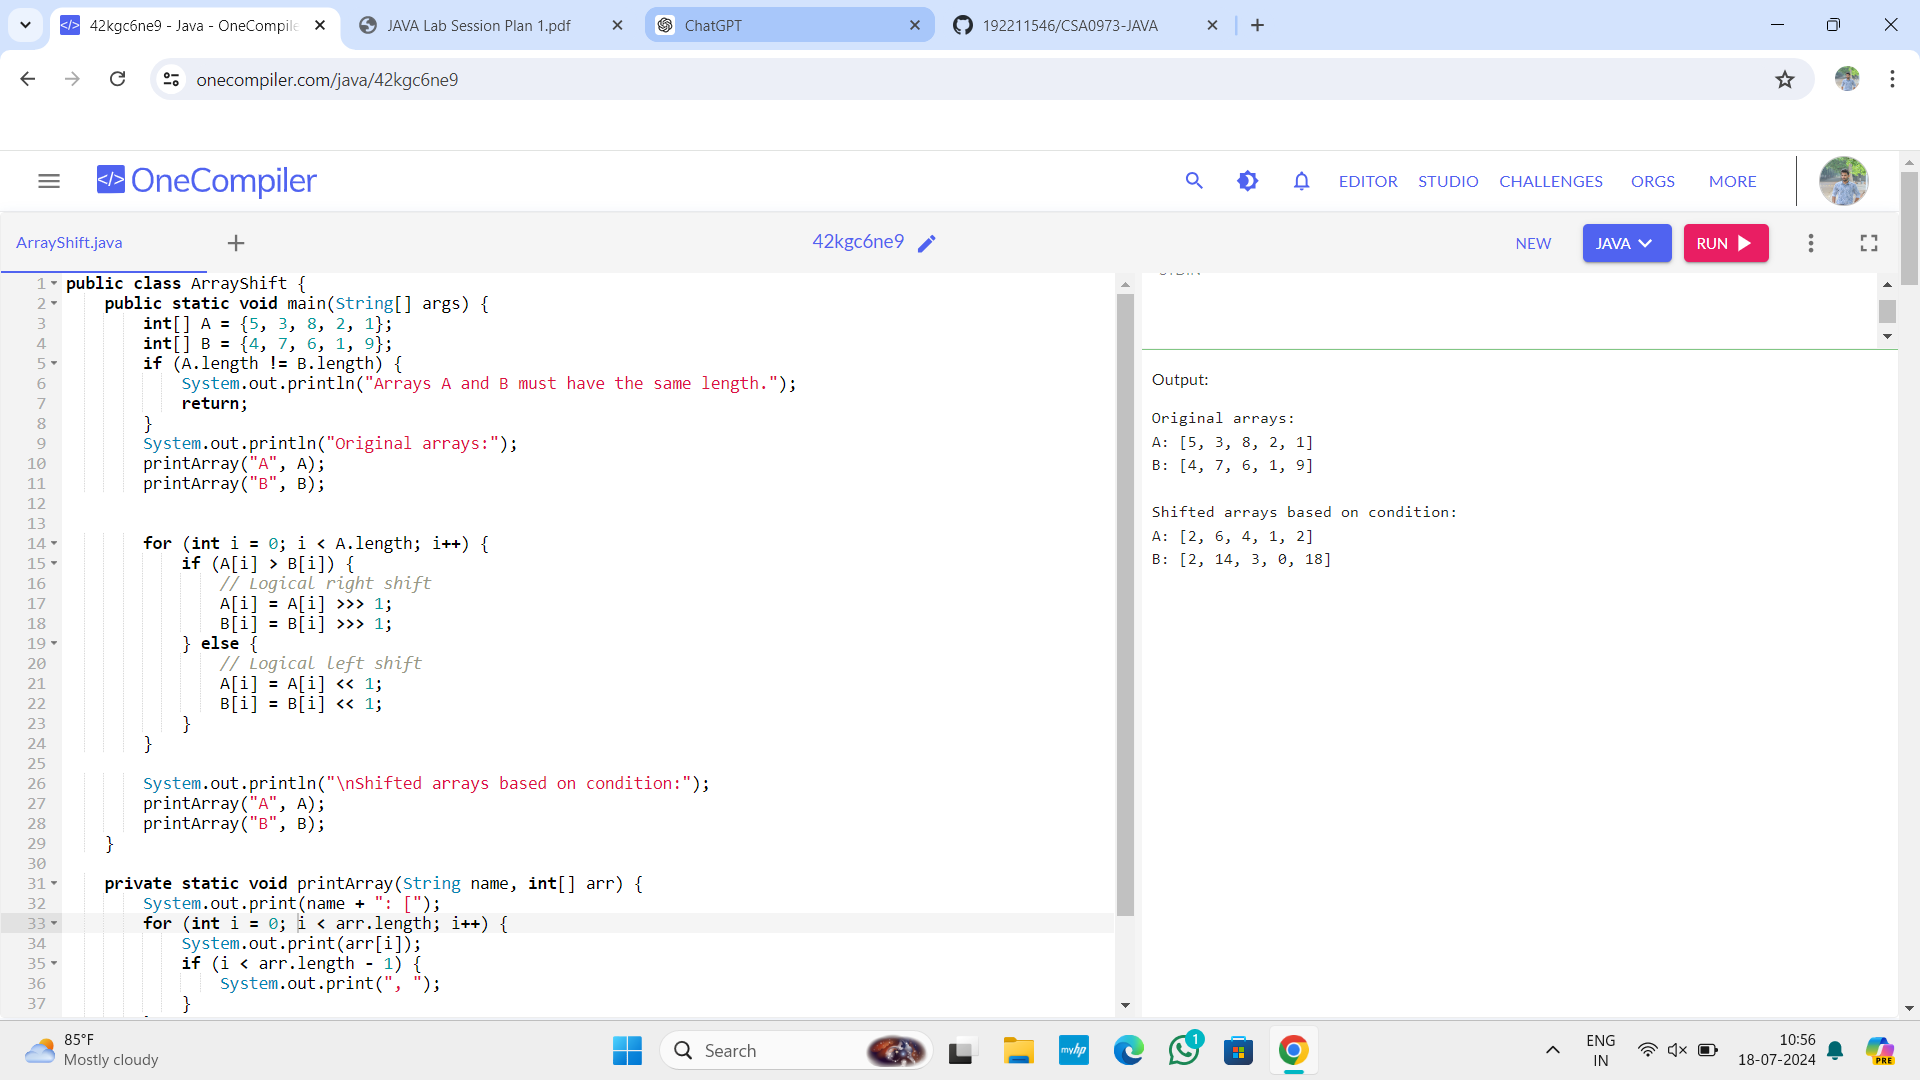 42kgc6ne9 - Java - OneCompile
JAVA Lab Session Plan 1.pdf
ChatGPT
192211546/CSA0973-JAVA
onecompiler.com/java/42kgc6ne9
</> OneCompiler
EDITOR
STUDIO
CHALLENGES
ORGS
MORE
ArrayShift.java
42kgc6ne9
NEW
JAVA
RUN
1 public class ArrayShift {
2 public static void main(String[] args) {
3 int[] A = {5, 3, 8, 2, 1};
4 int[] B = {4, 7, 6, 1, 9};
5 if (A.length != B.length) {
6 System.out.println("Arrays A and B must have the same length.");
7 return;
8 }
9 System.out.println("Original arrays:");
10 printArray("A", A);
11 printArray("B", B);
12
13
14 for (int i = 0; i < A.length; i++) {
15 if (A[i] > B[i]) {
16 // Logical right shift
17 A[i] = A[i] >>> 1;
18 B[i] = B[i] >>> 1;
19 } else {
20 // Logical left shift
21 A[i] = A[i] << 1;
22 B[i] = B[i] << 1;
23 }
24 }
25
26 System.out.println("\nShifted arrays based on condition:");
27 printArray("A", A);
28 printArray("B", B);
29 }
30
31 private static void printArray(String name, int[] arr) {
32 System.out.print(name + ": [");
33 for (int i = 0; i < arr.length; i++) {
34 System.out.print(arr[i]);
35 if (i < arr.length - 1) {
36 System.out.print(", ");
37 }
Output:
Original arrays:
A: [5, 3, 8, 2, 1]
B: [4, 7, 6, 1, 9]
Shifted arrays based on condition:
A: [2, 6, 4, 1, 2]
B: [2, 14, 3, 0, 18]
85°F
Mostly cloudy
Search
myhp
1
ENG
IN
10:56
18-07-2024
PRE